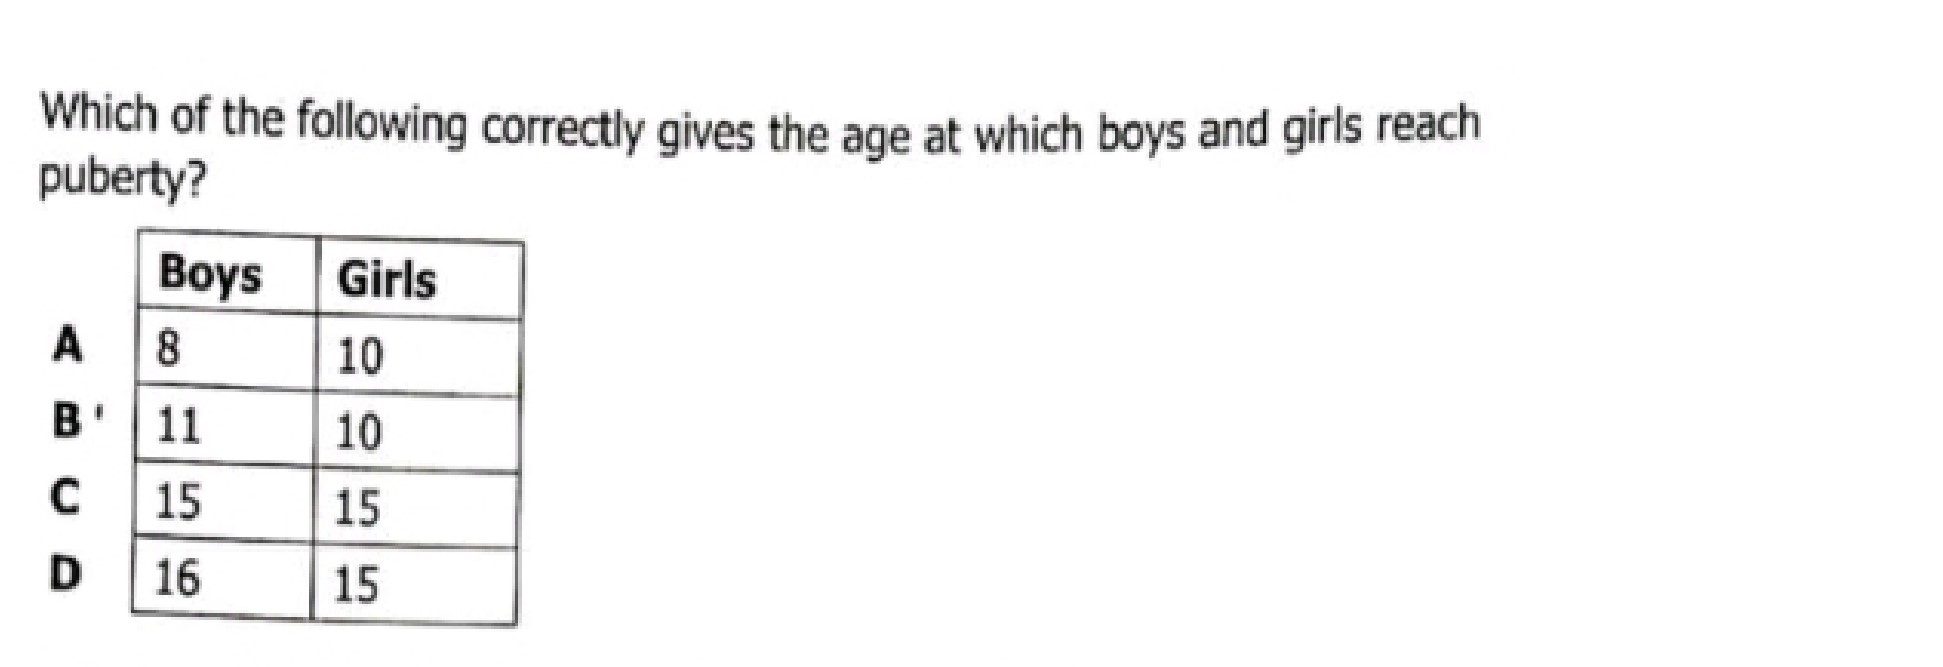 Which of the following correctly gives the age at which boys and girls reach
puberty?
Boys Girls
A 8 10
B ' 11 10
C 15 15
D 16 15